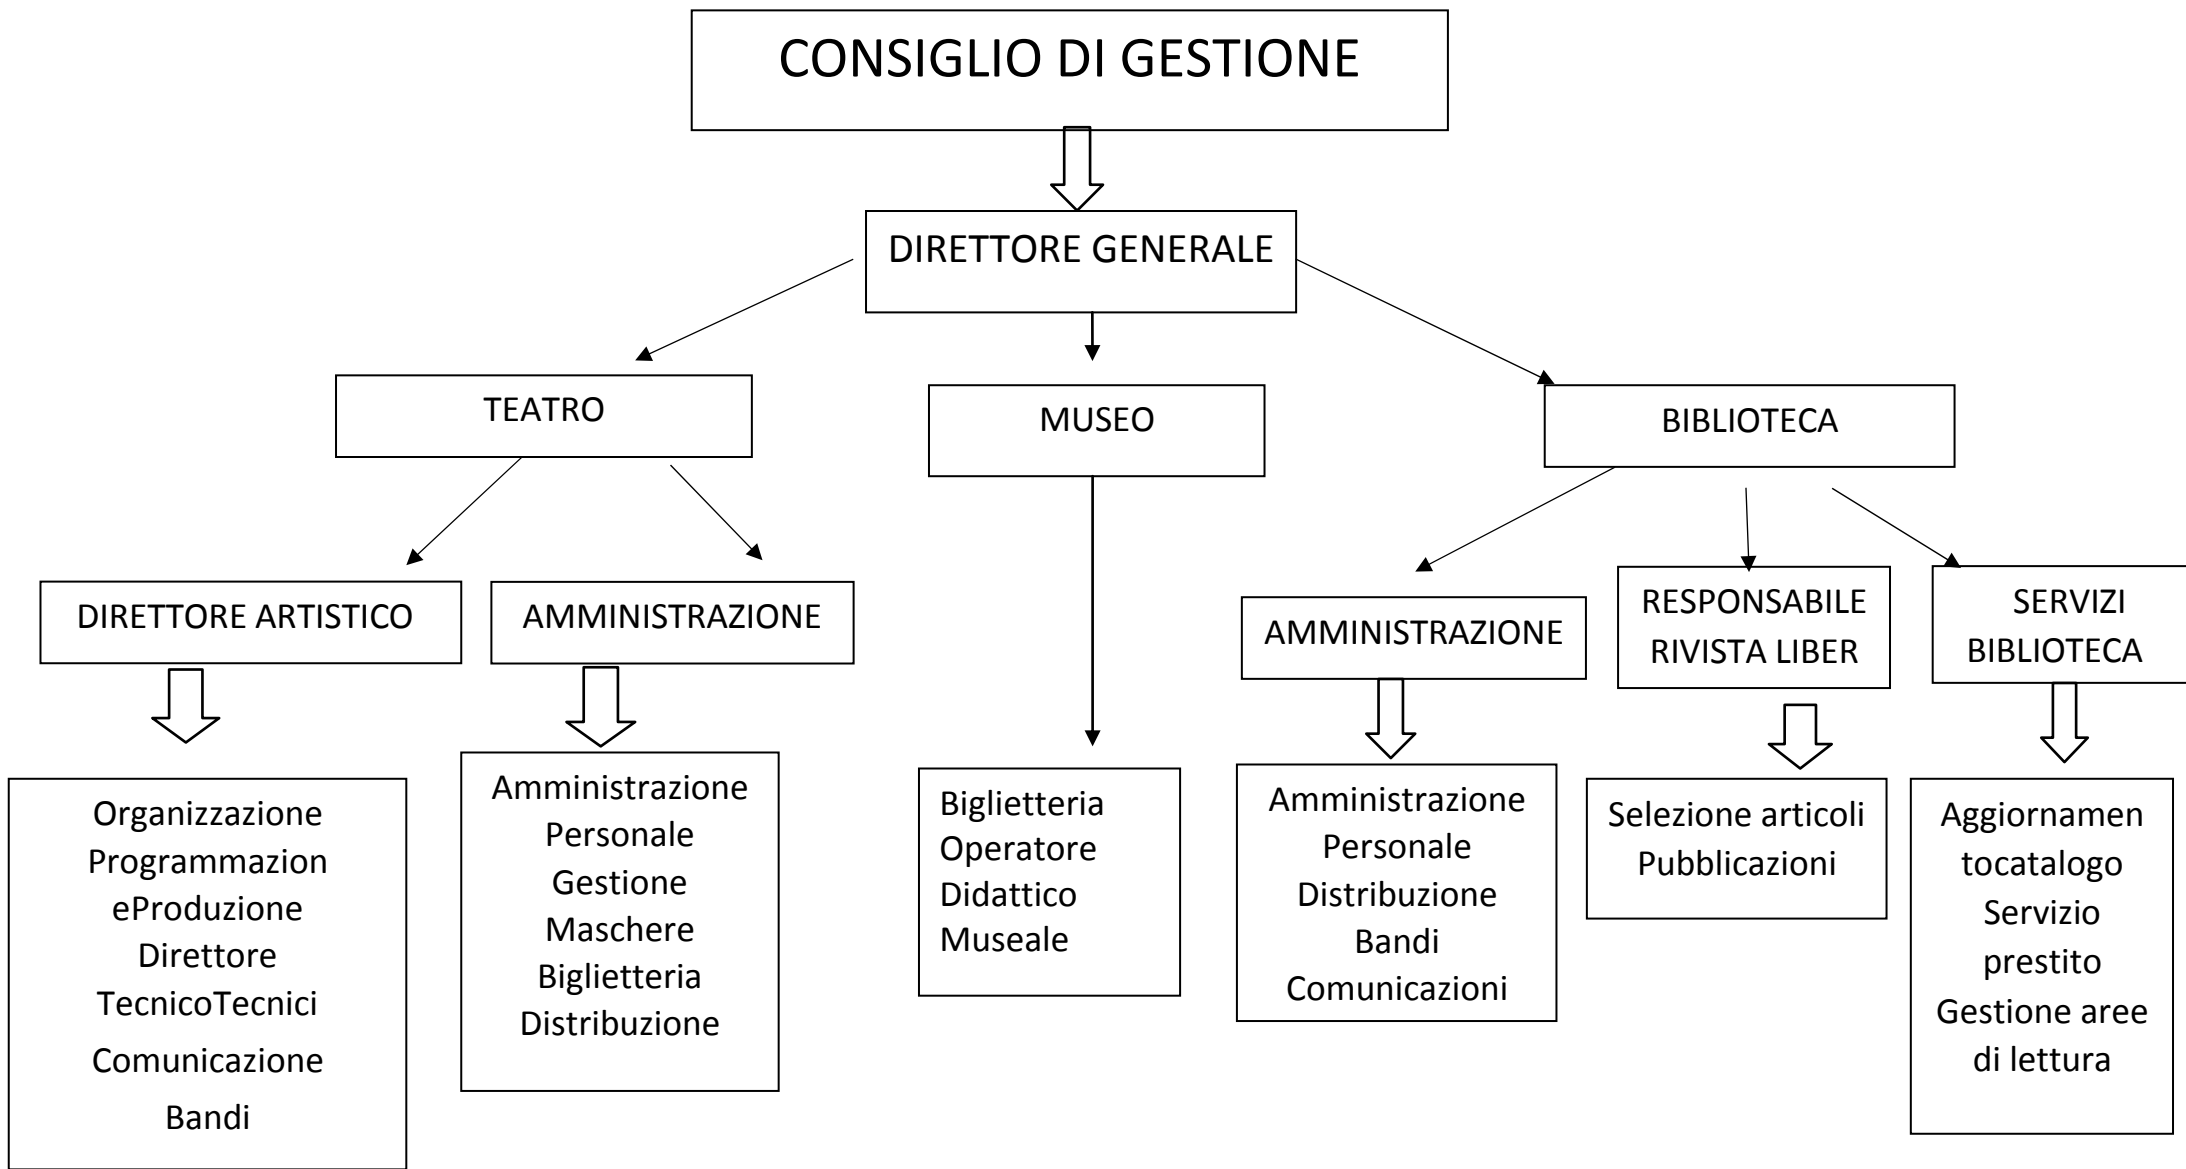 CONSIGLIO DI GESTIONE
DIRETTORE GENERALE
TEATRO
MUSEO
BIBLIOTECA
DIRETTORE ARTISTICO
AMMINISTRAZIONE
AMMINISTRAZIONE
RESPONSABILE
RIVISTA LIBER
SERVIZI
BIBLIOTECA
Organizzazione
Programmazion
eProduzione
Direttore
TecnicoTecnici
Comunicazione
Bandi
Amministrazione
Personale
Gestione
Maschere
Biglietteria
Distribuzione
Biglietteria
Operatore
Didattico
Museale
Amministrazione
Personale
Distribuzione
Bandi
Comunicazioni
Selezione articoli
Pubblicazioni
Aggiornamen
tocatalogo
Servizio
prestito
Gestione aree
di lettura